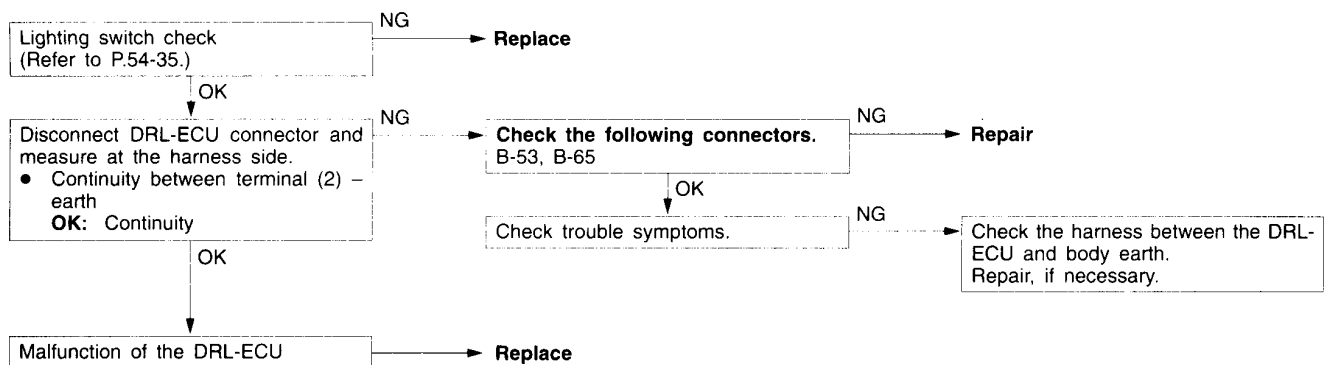 NG
Lighting switch check
Replace
(Refer to P.54-35.)
OK
NG
NG
Disconnect DRL-ECU connector and
measure at the harness side.
● Continuity between terminal (2) –
earth
OK: Continuity
Check the following connectors.
B-53, B-65
Repair
OK
NG
Check trouble symptoms.
Check the harness between the DRL-
ECU and body earth.
Repair, if necessary.
OK
Malfunction of the DRL-ECU
Replace